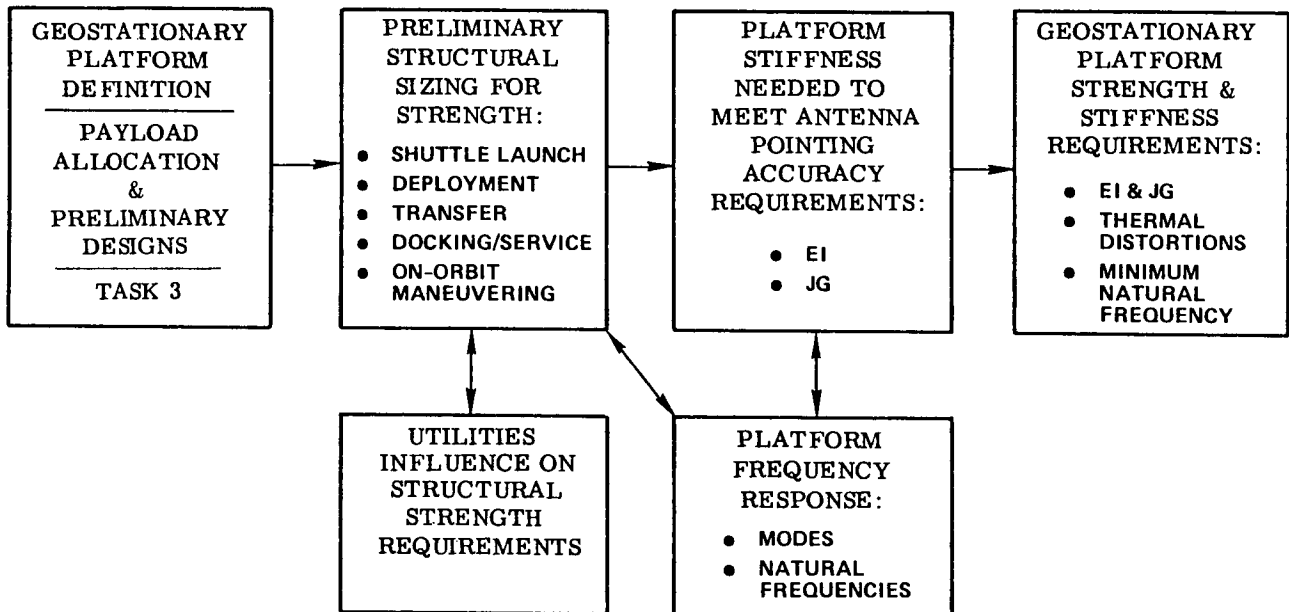 GEOSTATIONARY
PLATFORM
DEFINITION
PAYLOAD
ALLOCATION
&
PRELIMINARY
DESIGNS
TASK 3
PRELIMINARY
STRUCTURAL
SIZING FOR
STRENGTH:
● SHUTTLE LAUNCH
● DEPLOYMENT
● TRANSFER
● DOCKING/SERVICE
● ON-ORBIT
MANEUVERING
PLATFORM
STIFFNESS
NEEDED TO
MEET ANTENNA
POINTING
ACCURACY
REQUIREMENTS:
● EI
● JG
GEOSTATIONARY
PLATFORM
STRENGTH &
STIFFNESS
REQUIREMENTS:
● EI & JG
● THERMAL
DISTORTIONS
● MINIMUM
NATURAL
FREQUENCY
UTILITIES
INFLUENCE ON
STRUCTURAL
STRENGTH
REQUIREMENTS
PLATFORM
FREQUENCY
RESPONSE:
● MODES
● NATURAL
FREQUENCIES